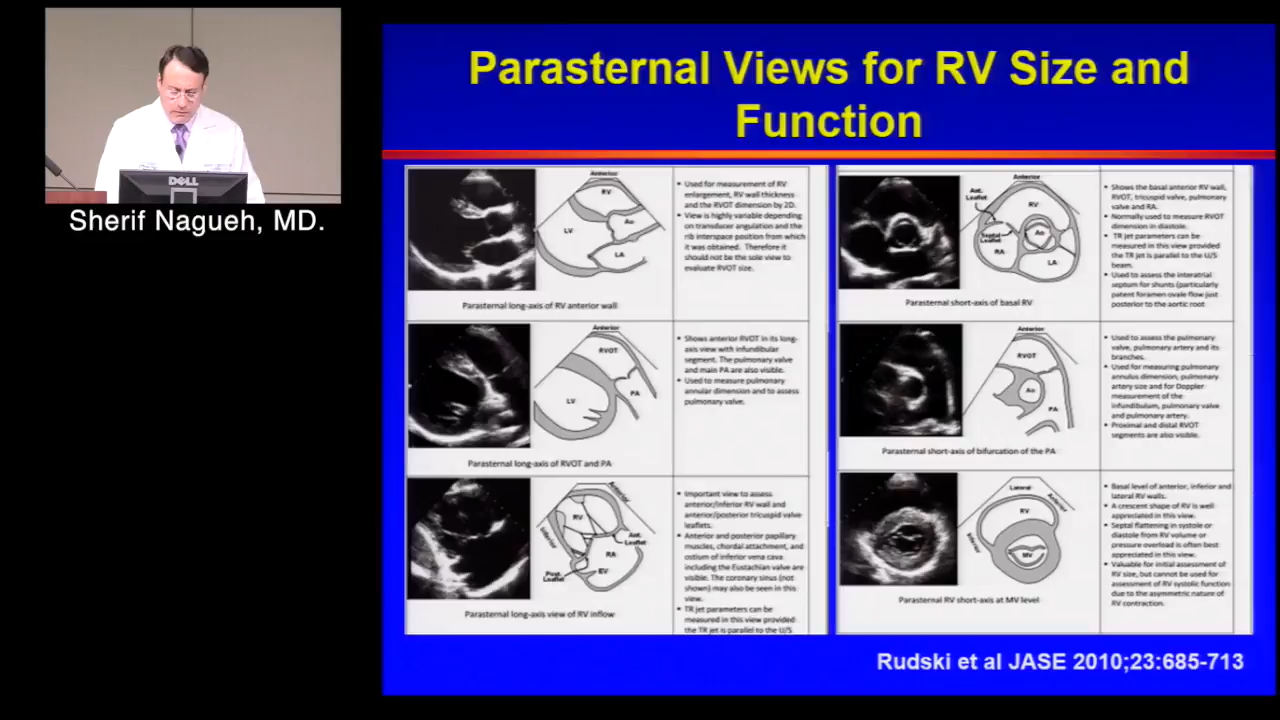 DELL
Sherif Nagueh, MD.
Parasternal Views for RV Size and
Function
Anterior
RV
Ao
LV
LA
Parasternal long-axis of RV anterior wall
• Used for measurement of RV
enlargement, RV wall thickness
and the RVOT dimension by 2D.
• View is highly variable depending
on transducer angulation and the
rib interspace position from which
it was obtained. Therefore it
should not be the sole view to
evaluate RVOT size.
Anterior
RVOT
LV
PA
Parasternal long-axis of RVOT and PA
• Shows anterior RVOT in its long-
axis view with infundibular
segment. The pulmonary valve
and main PA are also visible.
• Used to measure pulmonary
annular dimension and to assess
pulmonary valve.
Anterior
Inferior
RV
Ant.
Leaflet
RA
Post.
Leaflet
EV
Parasternal long-axis view of RV inflow
• Important view to assess
anterior/inferior RV wall and
anterior/posterior tricuspid valve
leaflets.
• Anterior and posterior papillary
muscles, chordal attachment, and
ostium of inferior vena cava
including the Eustachian valve are
visible. The coronary sinus (not
shown) may also be seen in this
view.
• TR jet parameters can be
measured in this view provided
the TR jet is parallel to the U/S
Anterior
Ant.
Leaflet
RV
Septal
Leaflet
Ao
RA
LA
Parasternal short-axis of basal RV
• Shows the basal anterior RV wall,
RVOT, tricuspid valve, pulmonary
valve and RA.
• Normally used to measure RVOT
dimension in diastole.
• TR jet parameters can be
measured in this view provided
the TR jet is parallel to the U/S
beam.
• Used to assess the interatrial
septum for shunts (particularly
patent foramen ovale flow just
posterior to the aortic root
Anterior
RVOT
Ao
PA
Parasternal short-axis of bifurcation of the PA
• Used to assess the pulmonary
valve, pulmonary artery and its
branches.
• Used for measuring pulmonary
annulus dimension, pulmonary
artery size and for Doppler
measurement of the
infundibulum, pulmonary valve
and pulmonary artery.
• Proximal and distal RVOT
segments are also visible.
Lateral
Anterior
Inferior
RV
MV
Parasternal RV short-axis at MV level
• Basal level of anterior, inferior and
lateral RV walls.
• A crescent shape of RV is well
appreciated in this view.
• Septal flattening in systole or
diastole from RV volume or
pressure overload is often best
appreciated in this view.
• Valuable for initial assessment of
RV size, but cannot be used for
assessment of RV systolic function
due to the asymmetric nature of
RV contraction.
Rudski et al JASE 2010;23:685-713